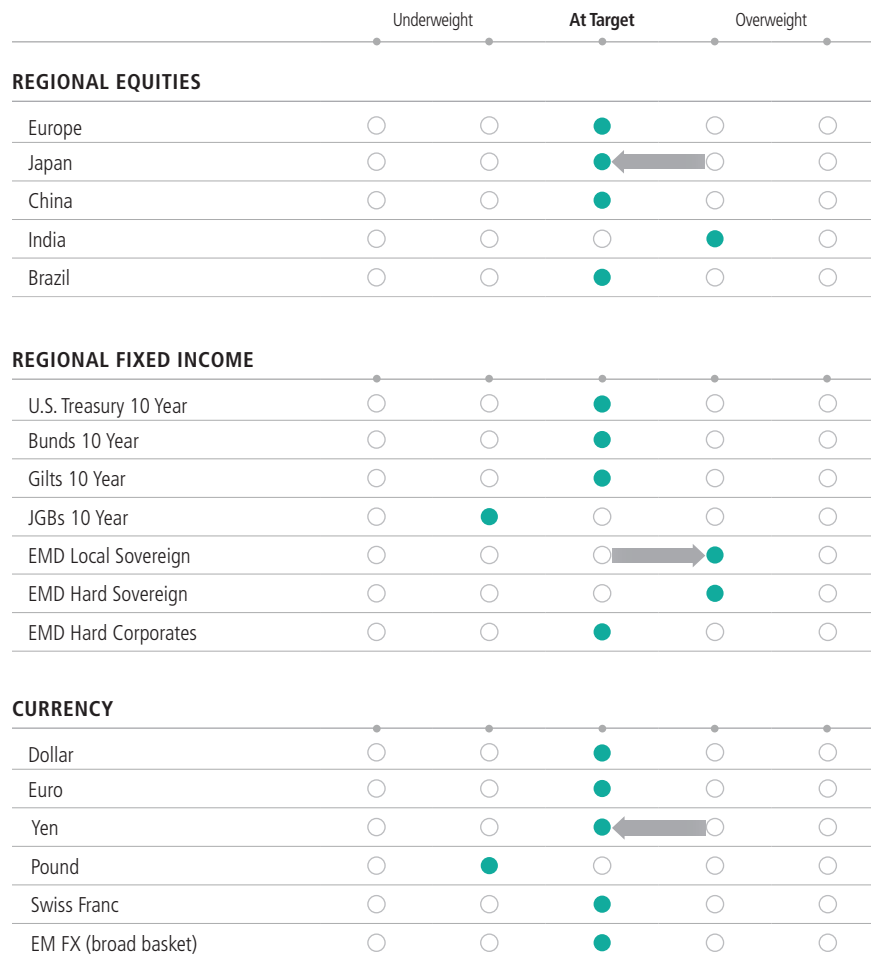 Underweight At Target Overweight
REGIONAL EQUITIES
Europe
Japan
China
India
Brazil
REGIONAL FIXED INCOME
U.S. Treasury 10 Year
Bunds 10 Year
Gilts 10 Year
JGBs 10 Year
EMD Local Sovereign
EMD Hard Sovereign
EMD Hard Corporates
CURRENCY
Dollar
Euro
Yen
Pound
Swiss Franc
EM FX (broad basket)